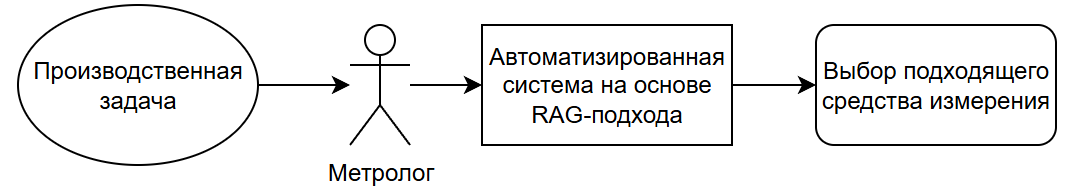 Производственная
задача
Метролог
Автоматизированная
система на основе
RAG-подхода
Выбор подходящего
средства измерения